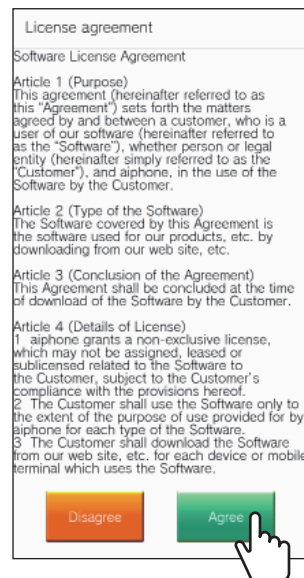 License agreement
Software License Agreement
Article 1 (Purpose)
This agreement (hereinafter referred to as
this "Agreement") sets forth the matters
agreed by and between a customer, who is a
user of our software (hereinafter referred to
as the "Software"), whether person or legal
entity (hereinafter simply referred to as the
"Customer"), and aiphone, in the use of the
Software by the Customer.
Article 2 (Type of the Software)
The Software covered by this Agreement is
the software used for our products, etc. by
downloading from our web site, etc.
Article 3 (Conclusion of the Agreement)
This Agreement shall be concluded at the time
of download of the Software by the Customer.
Article 4 (Details of License)
1 aiphone grants a non-exclusive license,
which may not be assigned, leased or
sublicensed related to the Software to
the Customer, subject to the Customer's
compliance with the provisions hereof.
2 The Customer shall use the Software only to
the extent of the purpose of use provided for by
aiphone for each type of the Software.
3 The Customer shall download the Software
from our web site, etc. for each device or mobile
terminal which uses the Software.
Disagree
Agree